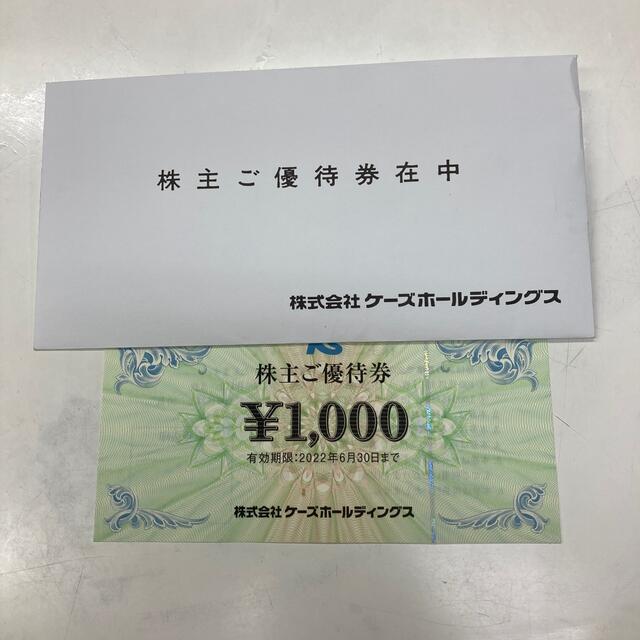 株主ご優待券在中
株式会社 ケーズホールディングス
株主ご優待券
¥1,000
有効期限:2022年6月30日まで
株式会社 ケーズホールディングス